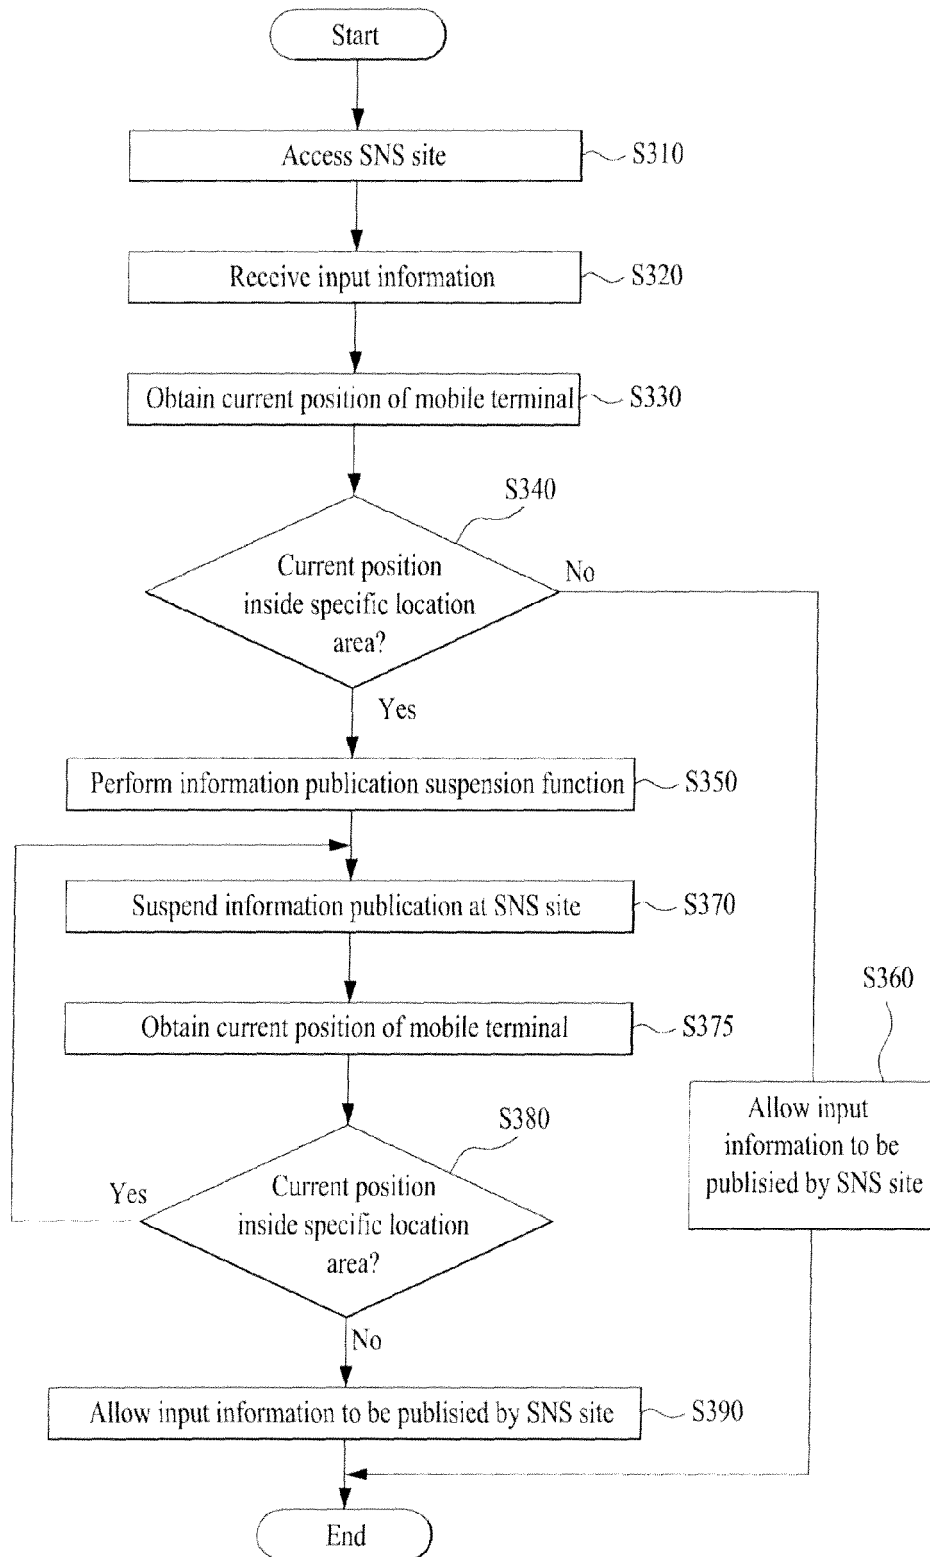 Start
Access SNS site
S310
Receive input information
S320
Obtain current position of mobile terminal
S330
S340
Current position
inside specific location
area?
No
Yes
Perform information publication suspension function
S350
Suspend information publication at SNS site
S370
S360
Obtain current position of mobile terminal
S375
Allow input
information to be
publisied by SNS site
S380
Yes
Current position
inside specific location
area?
No
Allow input information to be publisied by SNS site
S390
End